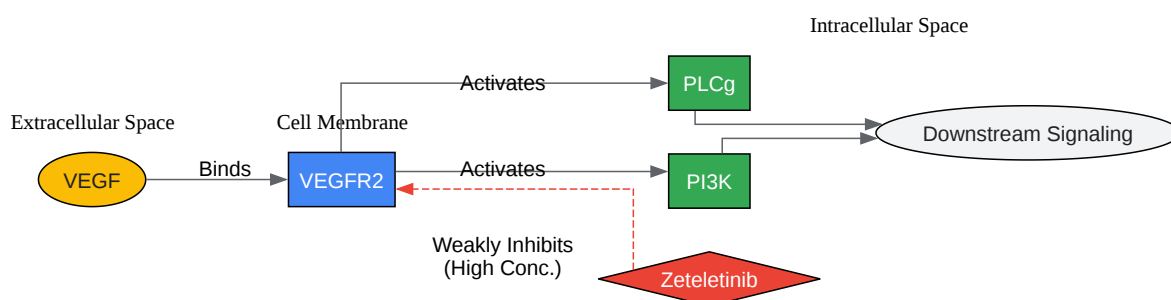 Intracellular Space
Activates
PLCg
Extracellular Space
Cell Membrane
Downstream Signaling
VEGF
Binds
VEGFR2
Activates
PI3K
Weakly Inhibits
(High Conc.)
Zeteletinib